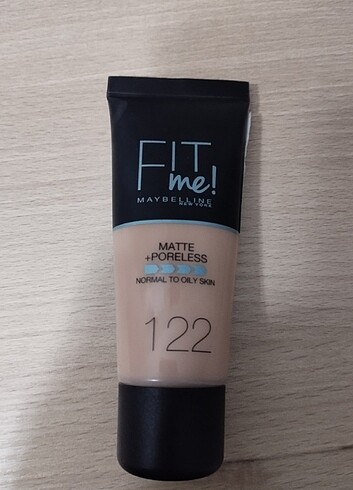 FIT
me!
MAYBELLINE
NEW YORK
MATTE
+PORELESS
NORMAL TO OILY SKIN
122